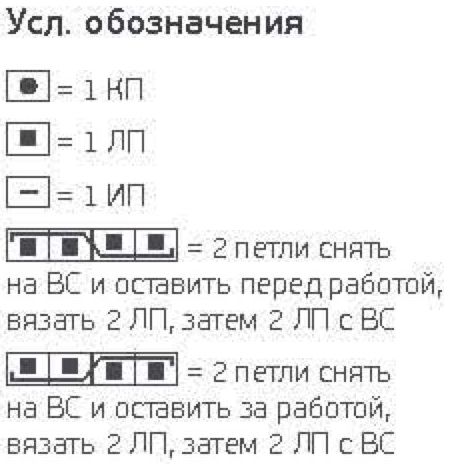 Усл. обозначения
= 1 КП
= 1 ЛП
= 1 ИП
= 2 петли снять
на ВС и оставить перед работой,
вязать 2 ЛП, затем 2 ЛП с ВС
= 2 петли снять
на ВС и оставить за работой,
вязать 2 ЛП, затем 2 ЛП с ВС